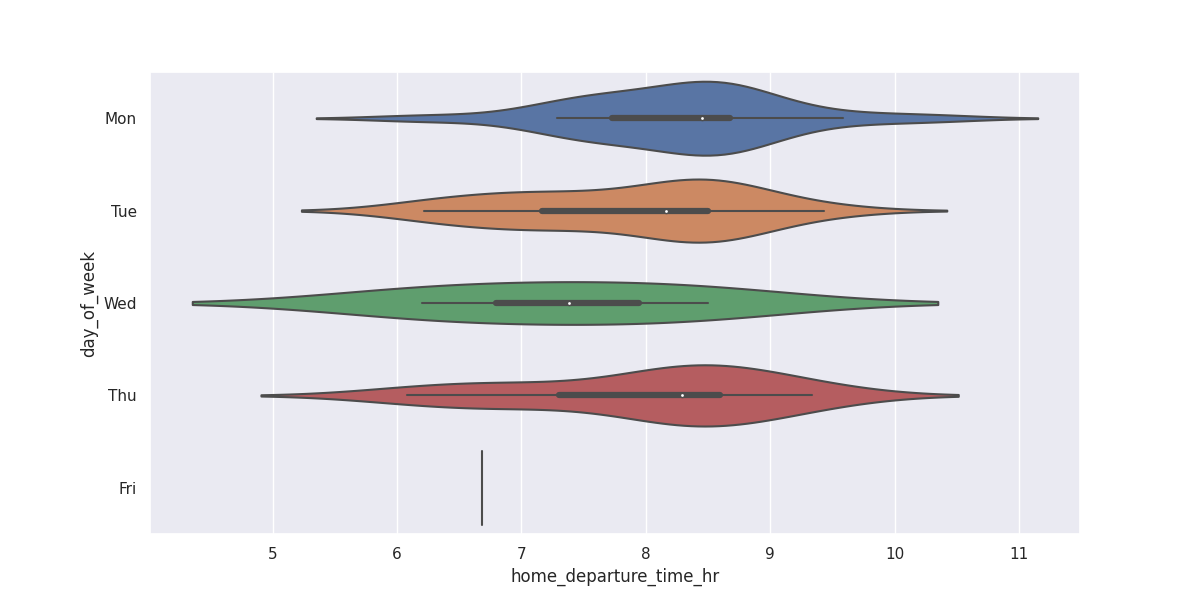 Mon
Tue
Wed
Thu
Fri
day_of_week
5 6 7 8 9 10 11
home_departure_time_hr